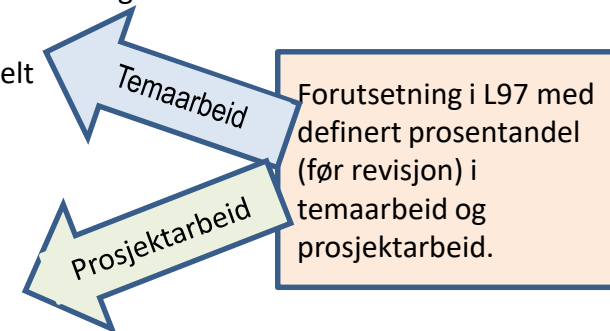 elt
Temaarbeid
Prosjektarbeid
Forutsetning i L97 med
definert prosentandel
(før revisjon) i
temaarbeid og
prosjektarbeid.